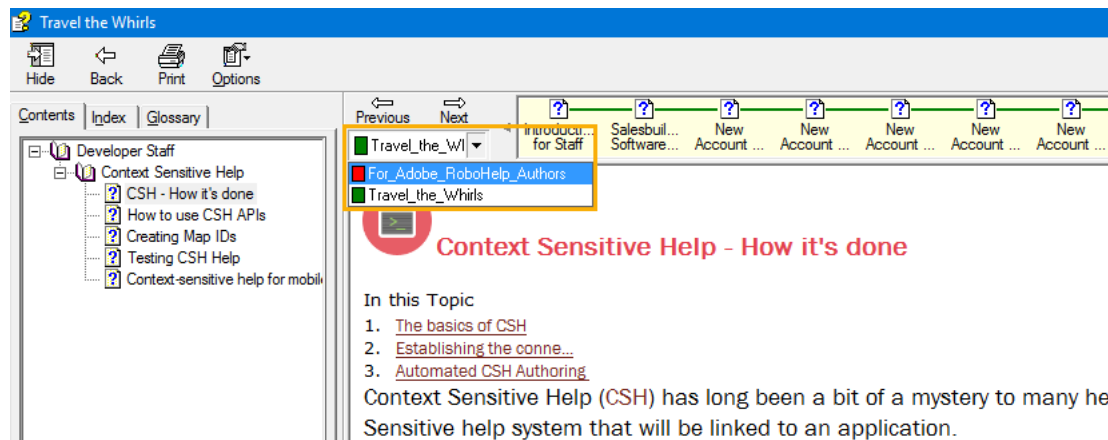 Travel the Whirls
Hide Back Print Options
Contents Index Glossary
Developer Staff
Context Sensitive Help
CSH - How it's done
How to use CSH APIs
Creating Map IDs
Testing CSH Help
Context-sensitive help for mobil
Previous Next
Travel_the_Wl
For_Adobe_RoboHelp_Authors
Travel_the_Whirls
Introducti...
for Staff
Salesbuil...
Software...
New
Account ...
New
Account ...
New
Account ...
New
Account ...
New
Account ...
Context Sensitive Help - How it's done
In this Topic
1. The basics of CSH
2. Establishing the conne...
3. Automated CSH Authoring
Context Sensitive Help (CSH) has long been a bit of a mystery to many he
Sensitive help system that will be linked to an application.